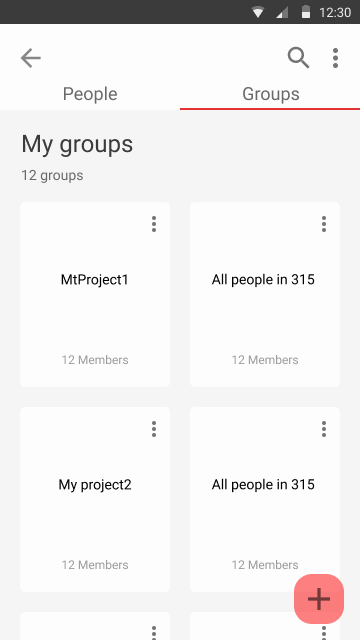 12:30
People
Groups
My groups
12 groups
MtProject1
All people in 315
12 Members
12 Members
My project2
All people in 315
12 Members
12 Members